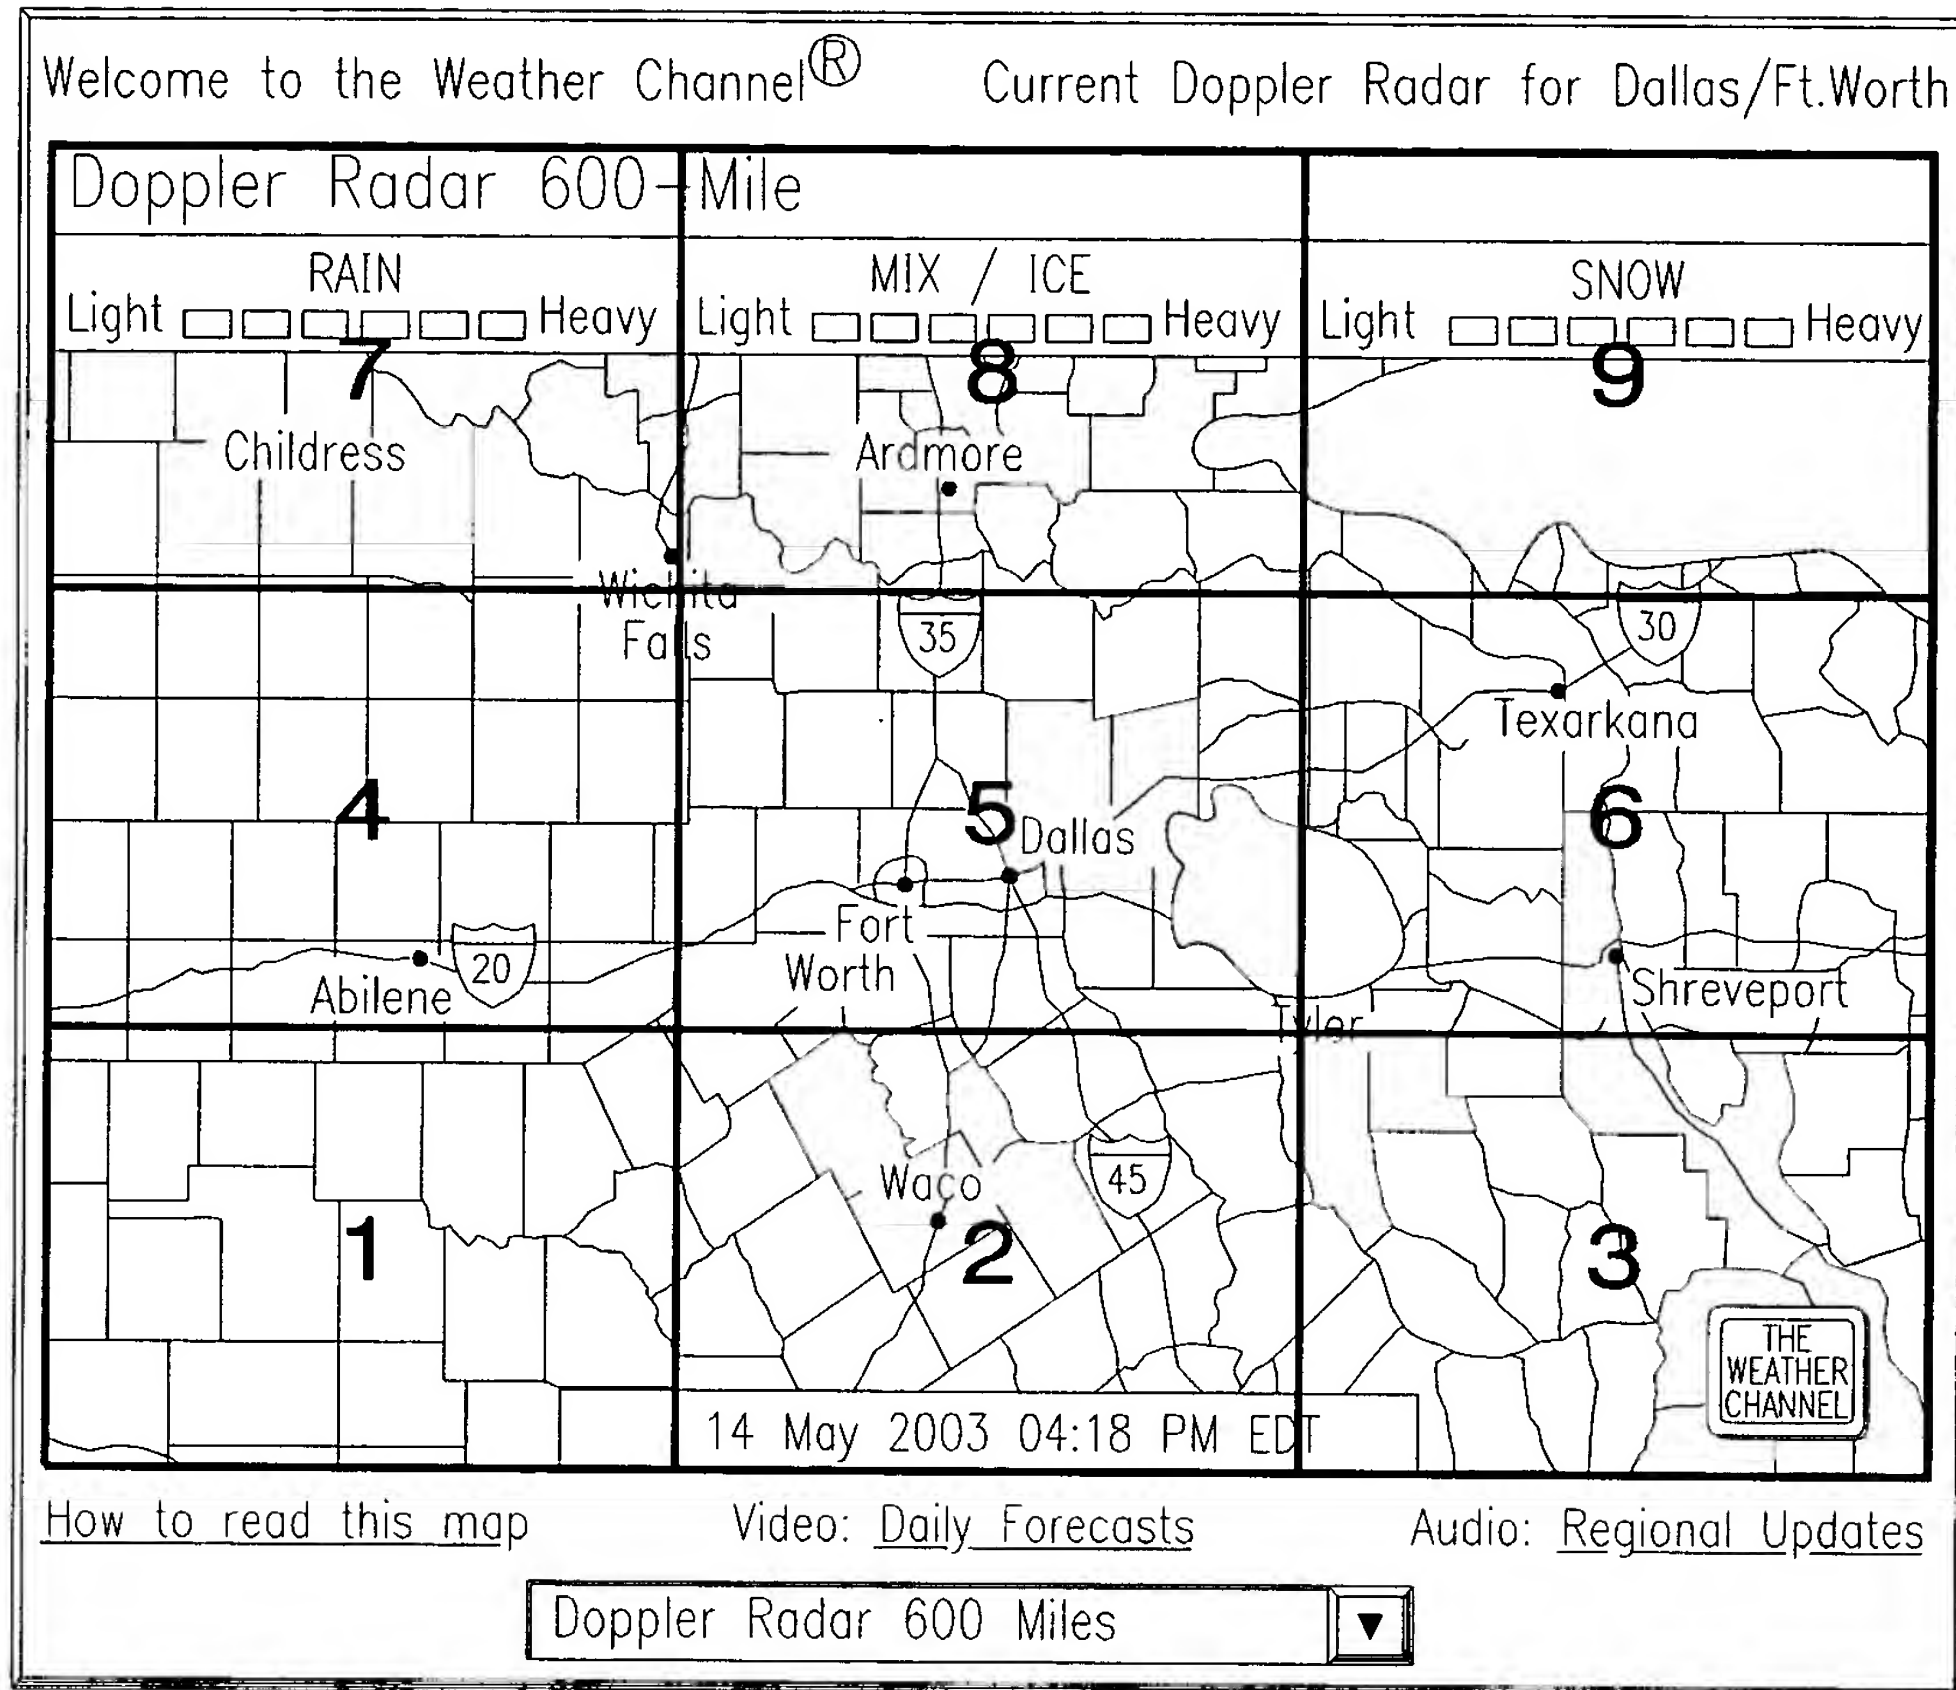 Welcome to the Weather Channel® Current Doppler Radar for Dallas/Ft.Worth
Doppler Radar 600-Mile
RAIN MIX / ICE SNOW
Light Heavy Light Heavy Light Heavy
7 8 9
Childress Ardmore
Wichita
Falls
35 30
Texarkana
4 5 6
Dallas
Fort
Worth
20
Abilene
Shreveport
Tyler
Waco
45
1 2 3
THE
WEATHER
CHANNEL
14 May 2003 04:18 PM EDT
How to read this map Video: Daily Forecasts Audio: Regional Updates
Doppler Radar 600 Miles